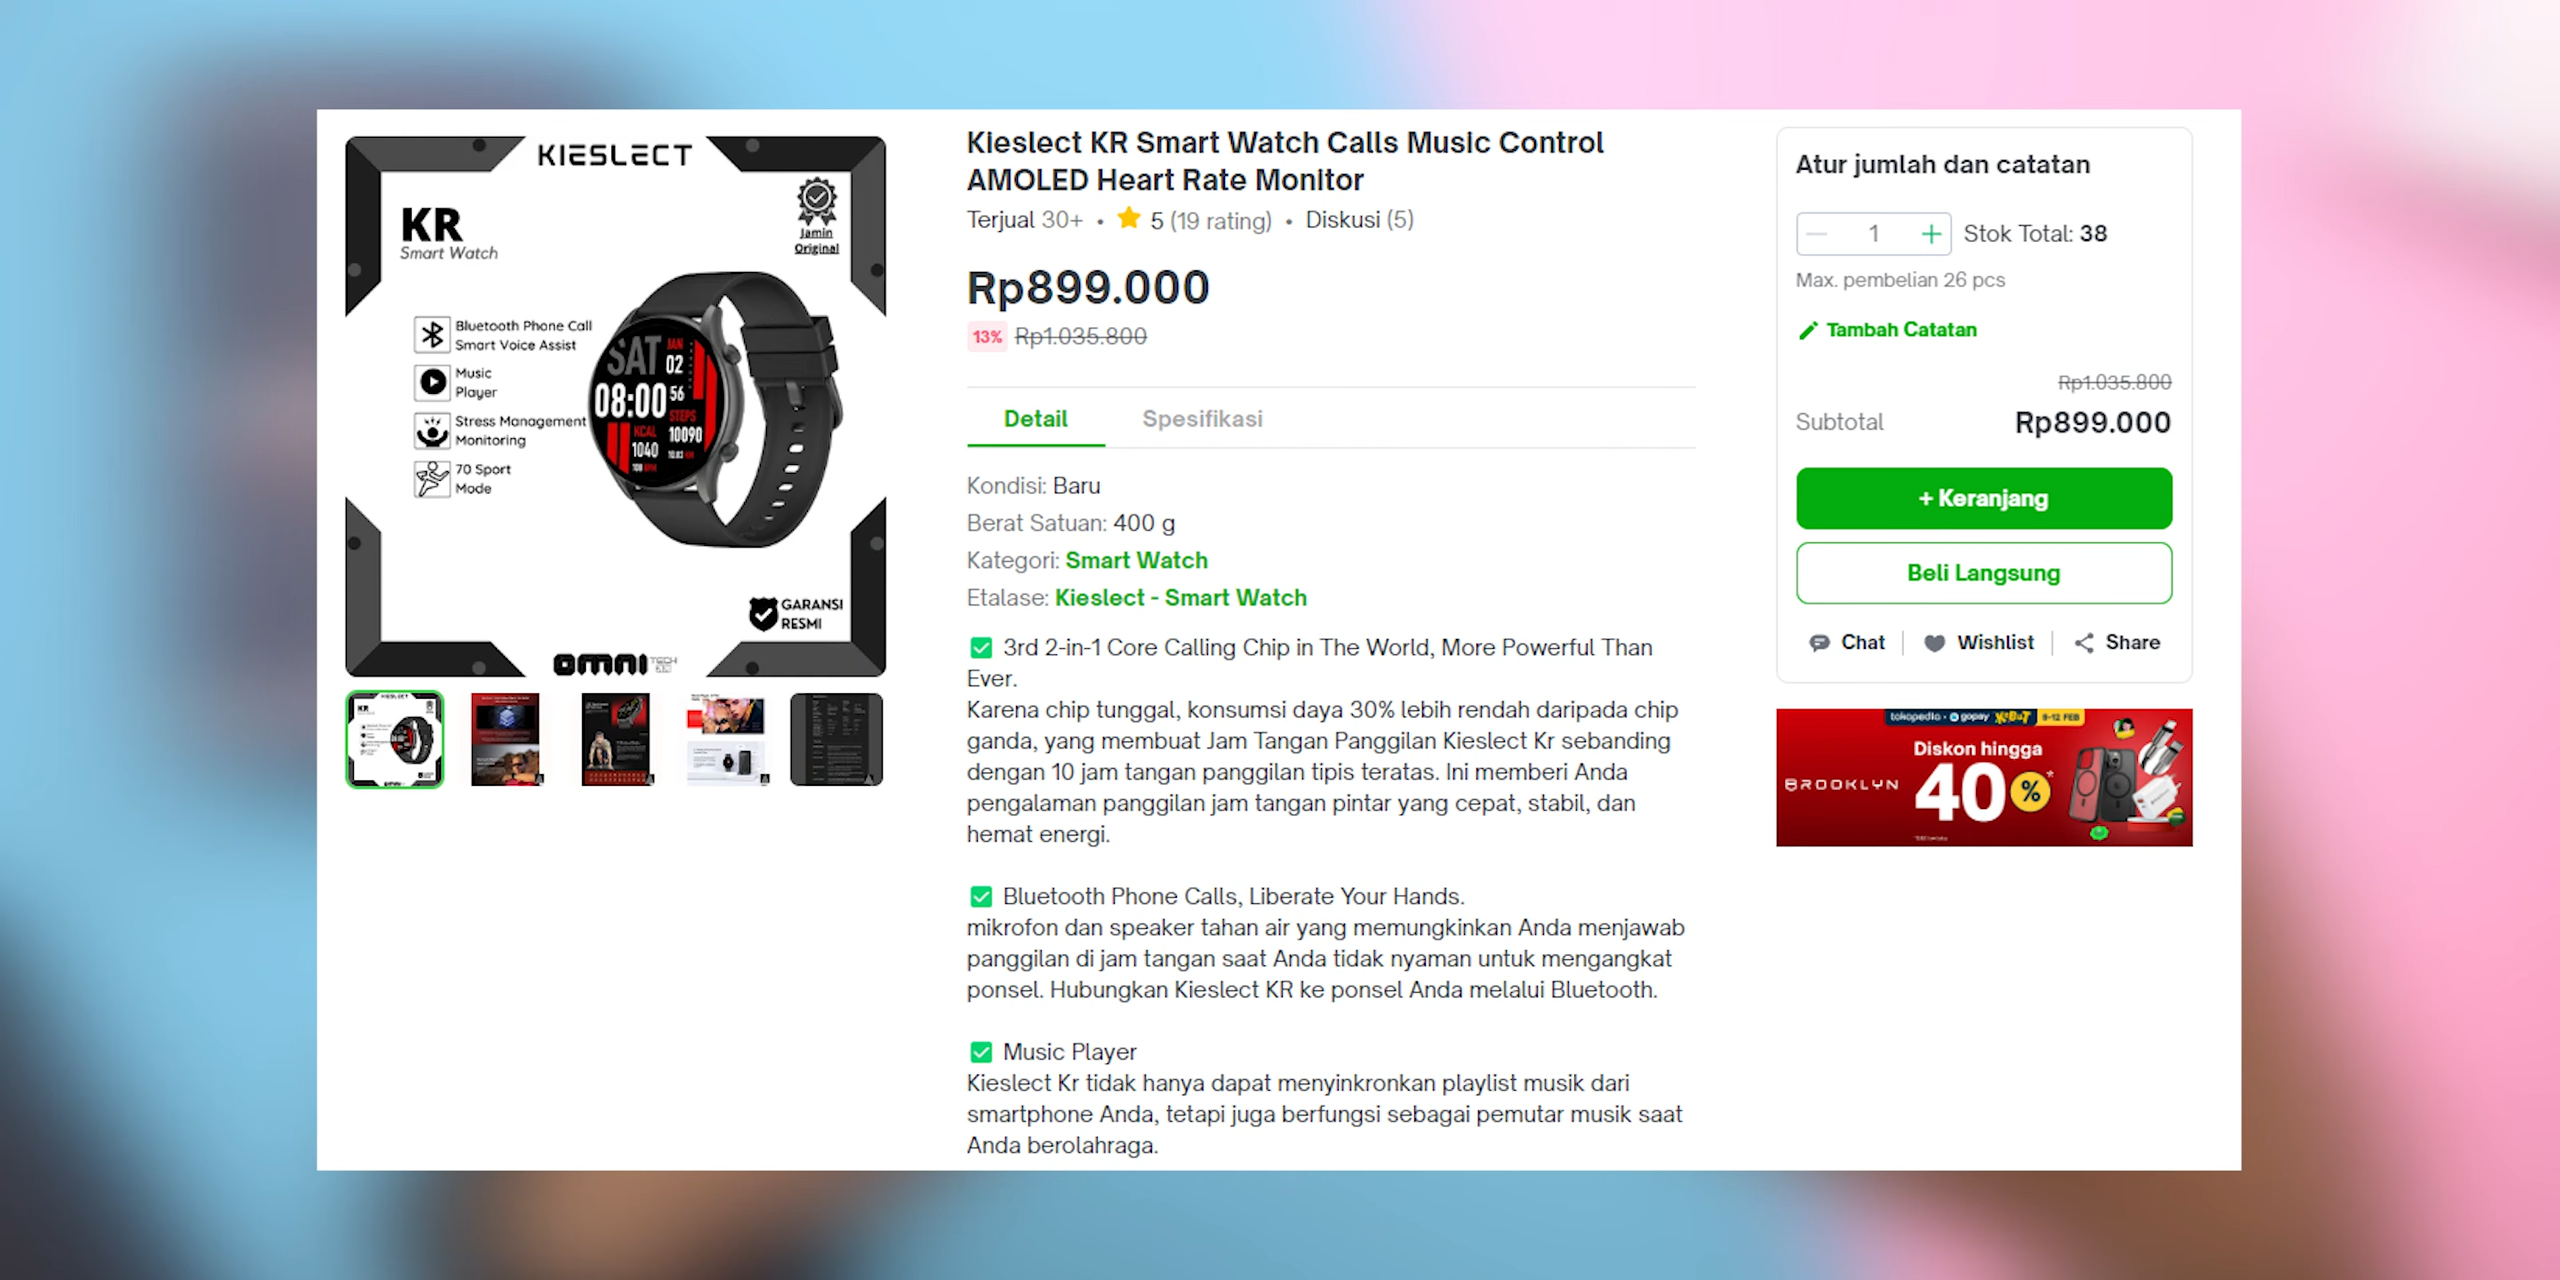 KIESLECT
KR
Smart Watch
Jamin
Original
Bluetooth Phone Call
Smart Voice Assist
Music
Player
Stress Management
Monitoring
70 Sport
Mode
SAT
JAN
02
08:00 56
STEPS
10090
KCAL
1040
GARANSI
RESMI
OMNI TECH
Kieslect KR Smart Watch Calls Music Control
AMOLED Heart Rate Monitor
Terjual 30+ • 5 (19 rating) • Diskusi (5)
Rp899.000
13% Rp1.035.800
Detail
Spesifikasi
Kondisi: Baru
Berat Satuan: 400 g
Kategori: Smart Watch
Etalase: Kieslect - Smart Watch
✅ 3rd 2-in-1 Core Calling Chip in The World, More Powerful Than
Ever.
Karena chip tunggal, konsumsi daya 30% lebih rendah daripada chip
ganda, yang membuat Jam Tangan Panggilan Kieslect Kr sebanding
dengan 10 jam tangan panggilan tipis teratas. Ini memberi Anda
pengalaman panggilan jam tangan pintar yang cepat, stabil, dan
hemat energi.
✅ Bluetooth Phone Calls, Liberate Your Hands.
mikrofon dan speaker tahan air yang memungkinkan Anda menjawab
panggilan di jam tangan saat Anda tidak nyaman untuk mengangkat
ponsel. Hubungkan Kieslect KR ke ponsel Anda melalui Bluetooth.
✅ Music Player
Kieslect Kr tidak hanya dapat menyinkronkan playlist musik dari
smartphone Anda, tetapi juga berfungsi sebagai pemutar musik saat
Anda berolahraga.
Atur jumlah dan catatan
1
Stok Total: 38
Max. pembelian 26 pcs
Tambah Catatan
Rp1.035.800
Subtotal
Rp899.000
+ Keranjang
Beli Langsung
Chat
Wishlist
Share
tokopedia gopay 8-12 FEB
BROOKLYN
Diskon hingga
40%*